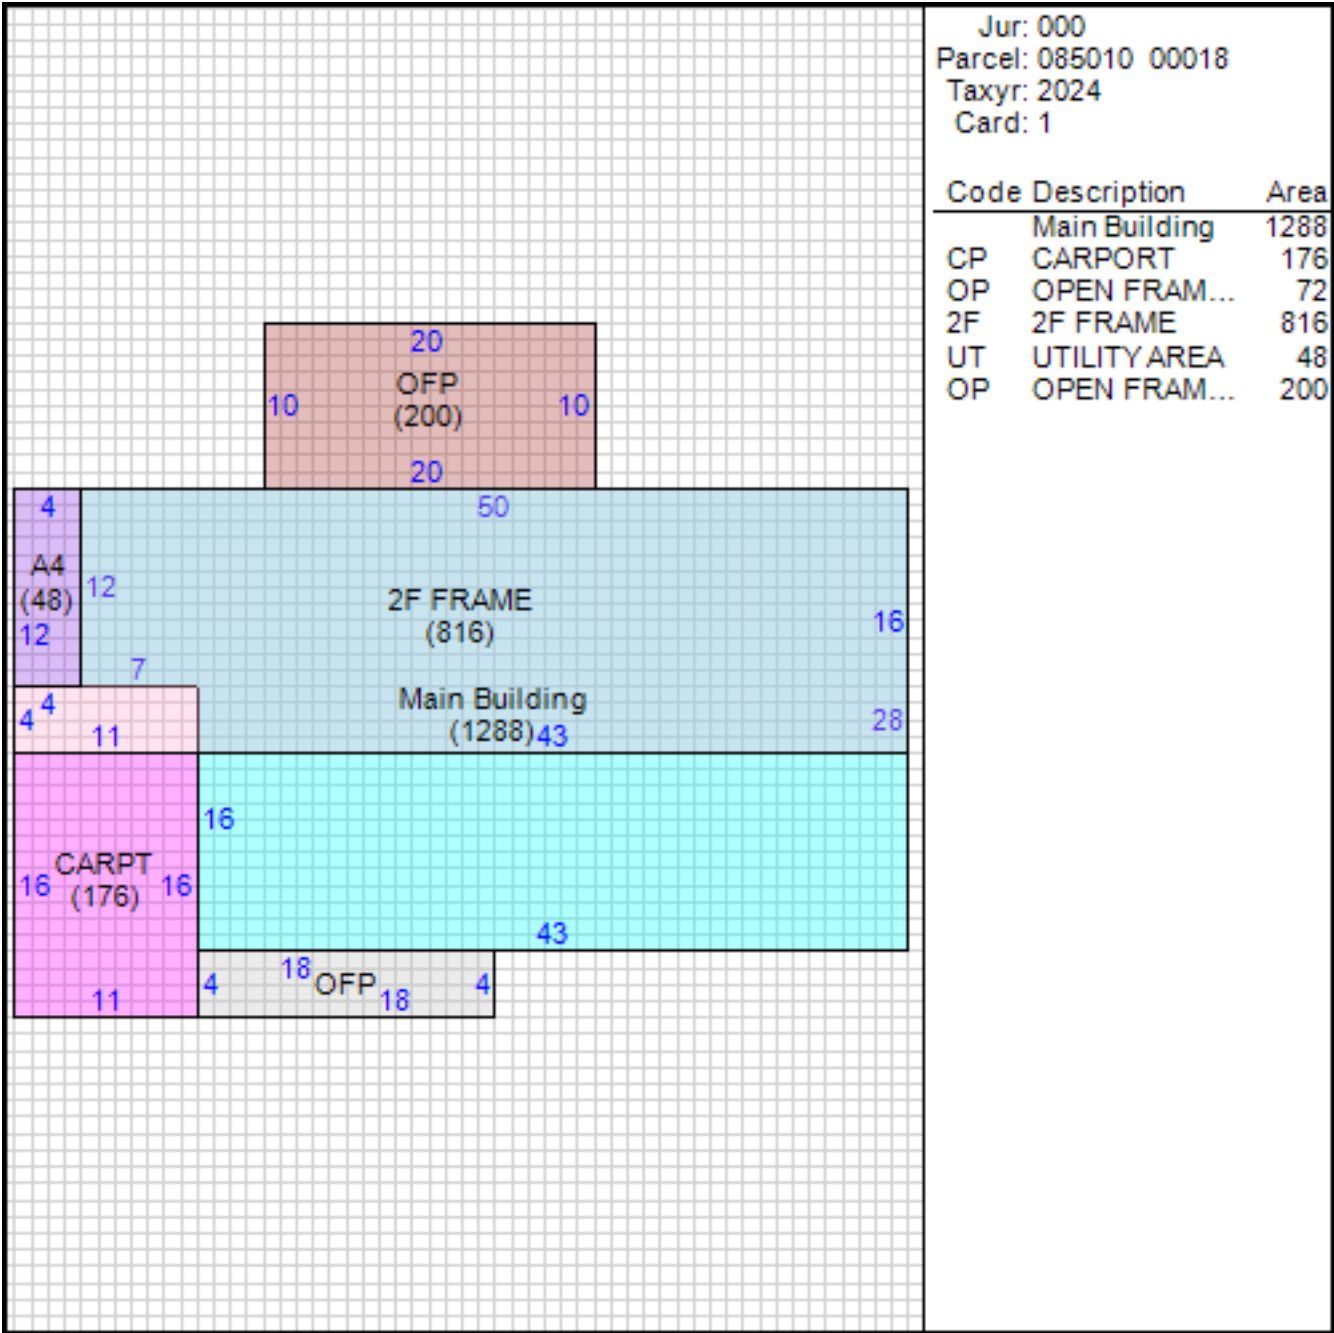 Jur: 000
Parcel: 085010 00018
Taxyr: 2024
Card: 1
Code Description Area
Main Building 1288
CP CARPORT 176
OP OPEN FRAM... 72
2F 2F FRAME 816
UT UTILITY AREA 48
OP OPEN FRAM... 200
20
OFP
10 (200) 10
20
4
50
A4
12
(48)
2F FRAME
12
(816)
16
7
4
Main Building
4
(1288) 43
28
11
16
CARPT
16 (176) 16
43
18
4 OFP 4
11
18